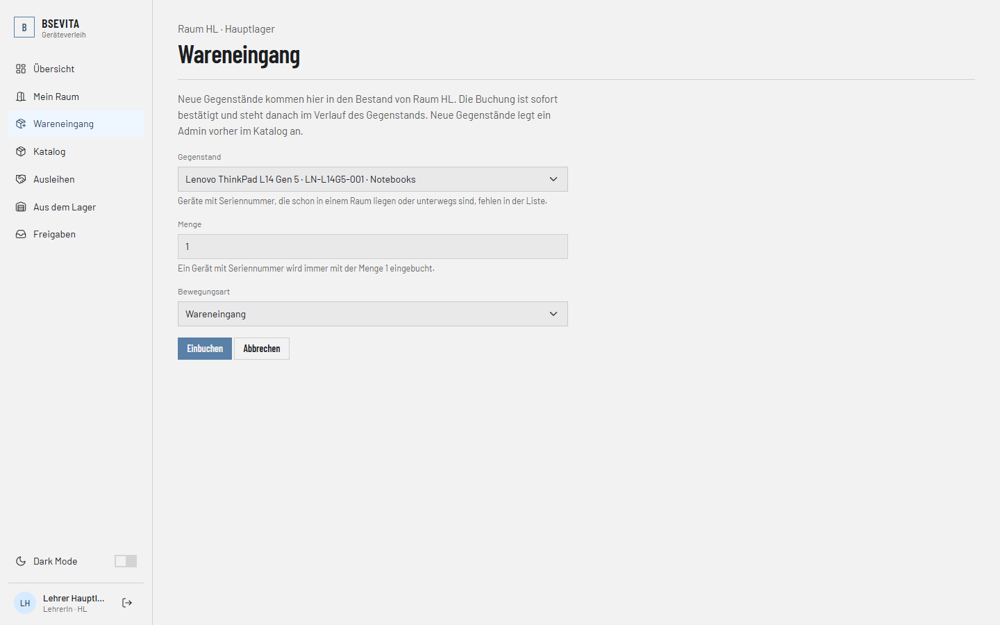 B
BSEVITA
Geräteverleih
Übersicht
Mein Raum
Wareneingang
Katalog
Ausleihen
Aus dem Lager
Freigaben
Dark Mode
LH
Lehrer Hauptl...
LehrerIn · HL
Raum HL · Hauptlager
Wareneingang
Neue Gegenstände kommen hier in den Bestand von Raum HL. Die Buchung ist sofort
bestätigt und steht danach im Verlauf des Gegenstands. Neue Gegenstände legt ein
Admin vorher im Katalog an.
Gegenstand
Lenovo ThinkPad L14 Gen 5 · LN-L14G5-001 · Notebooks
Geräte mit Seriennummer, die schon in einem Raum liegen oder unterwegs sind, fehlen in der Liste.
Menge
1
Ein Gerät mit Seriennummer wird immer mit der Menge 1 eingebucht.
Bewegungsart
Wareneingang
Einbuchen
Abbrechen